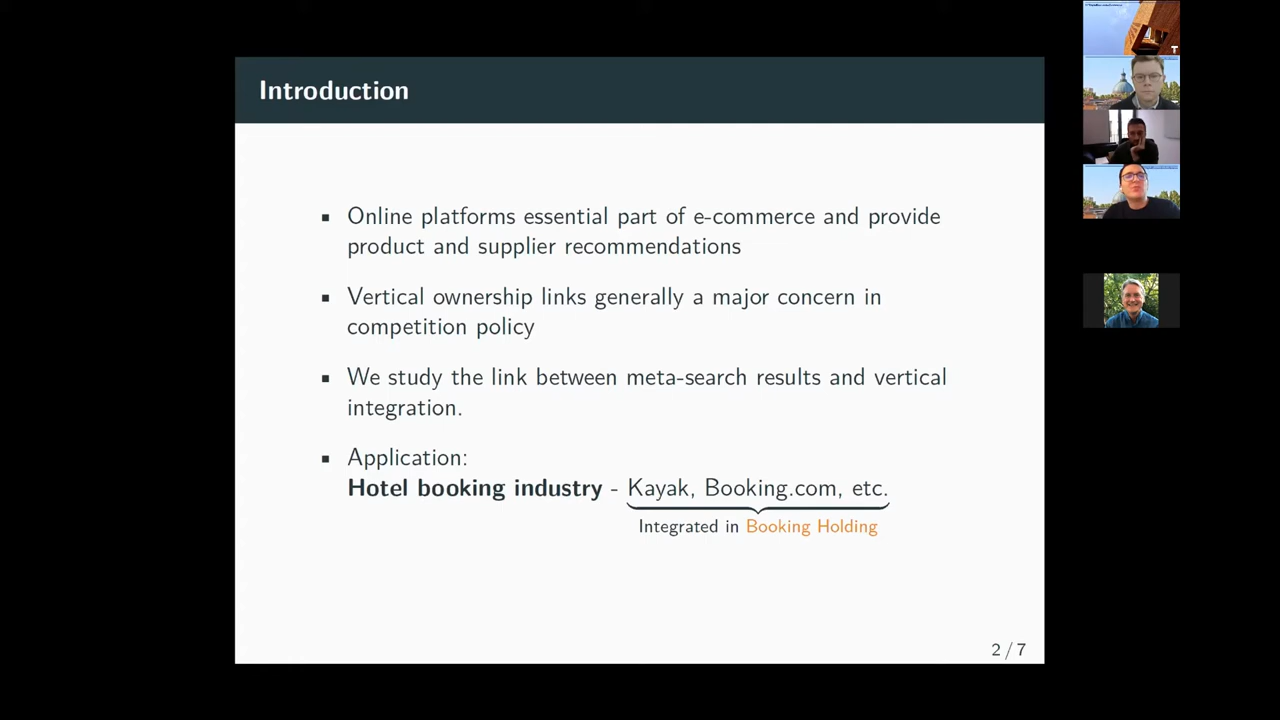 Introduction
▪ Online platforms essential part of e-commerce and provide
product and supplier recommendations
▪ Vertical ownership links generally a major concern in
competition policy
▪ We study the link between meta-search results and vertical
integration.
▪ Application:
Hotel booking industry - Kayak, Booking.com, etc.
Integrated in Booking Holding
2 / 7